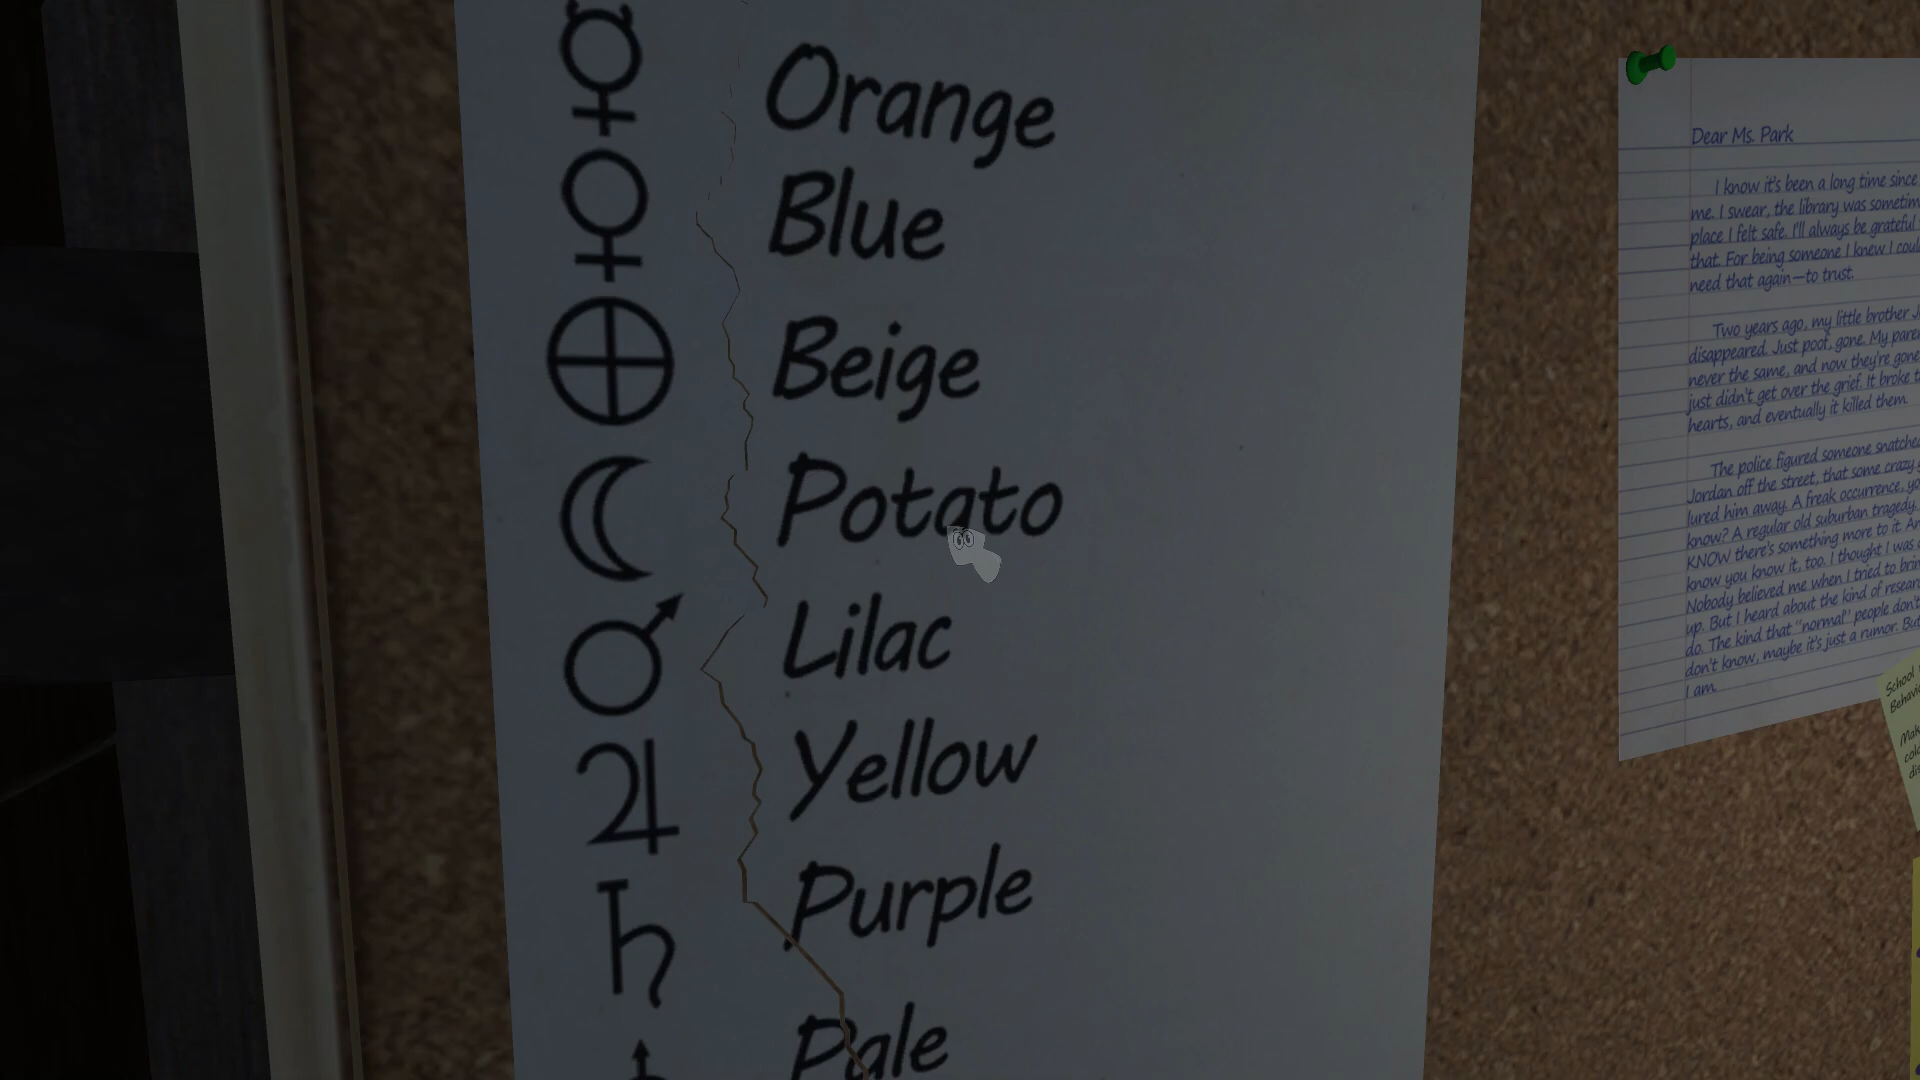 Orange
Blue
Beige
Potato
Lilac
Yellow
Purple
Pale
Dear Ms. Park
I know it's been a long time since
me. I swear, the library was sometim
place I felt safe. I'll always be grateful
that. For being someone I knew I coul
need that again—to trust.
Two years ago, my little brother J
disappeared. Just poof, gone. My pare
never the same, and now they're gone
just didn't get over the grief. It broke t
hearts, and eventually it killed them.
The police figured someone snatche
Jordan off the street, that some crazy
lured him away. A freak occurrence, yo
know? A regular old suburban tragedy.
KNOW there's something more to it. An
know you know it, too. I thought I was
Nobody believed me when I tried to brin
up. But I heard about the kind of resear
do. The kind that "normal" people don't
don't know, maybe it's just a rumor. But
I am.
School
Behavi
Mak
colo
dis